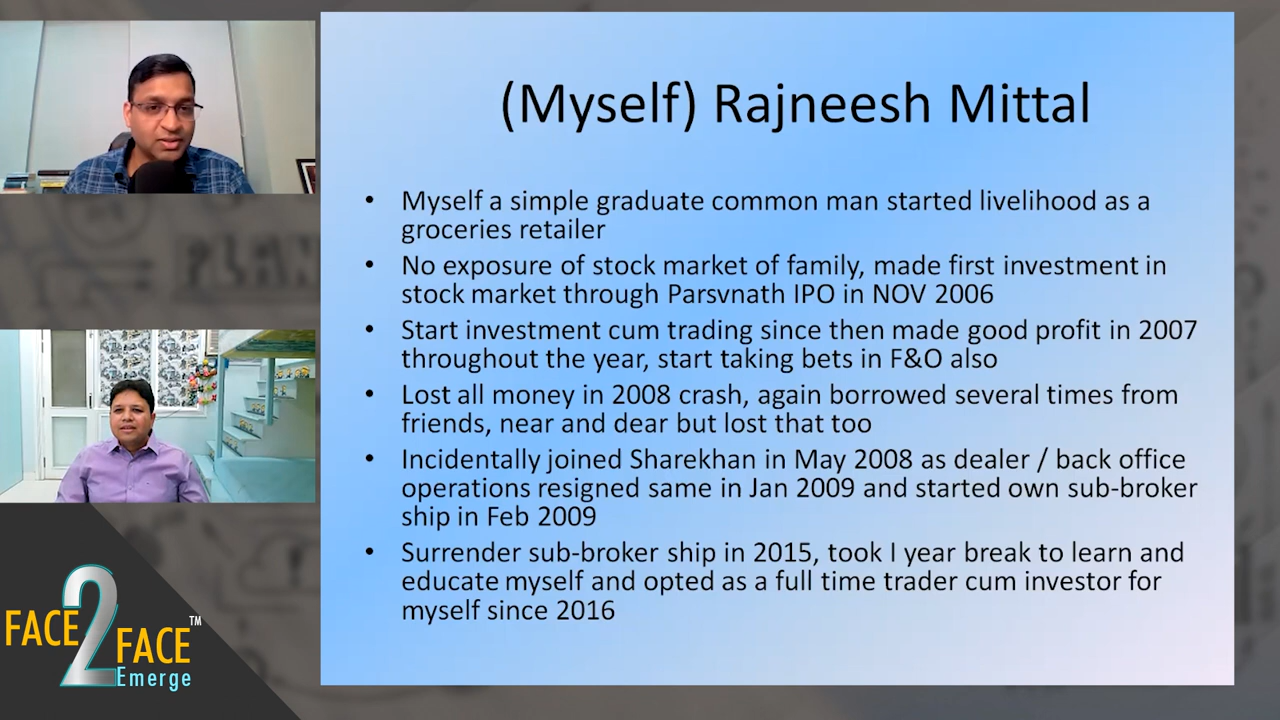 (Myself) Rajneesh Mittal
• Myself a simple graduate common man started livelihood as a
groceries retailer
• No exposure of stock market of family, made first investment in
stock market through Parsvnath IPO in NOV 2006
• Start investment cum trading since then made good profit in 2007
throughout the year, start taking bets in F&O also
• Lost all money in 2008 crash, again borrowed several times from
friends, near and dear but lost that too
• Incidentally joined Sharekhan in May 2008 as dealer / back office
operations resigned same in Jan 2009 and started own sub-broker
ship in Feb 2009
• Surrender sub-broker ship in 2015, took I year break to learn and
educate myself and opted as a full time trader cum investor for
myself since 2016
PLAN
FACE 2 FACE™
Emerge